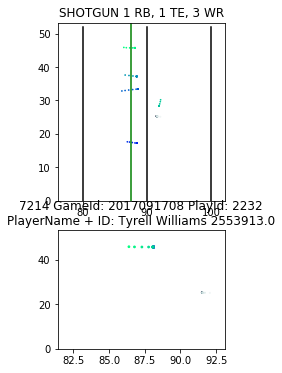 SHOTGUN 1 RB, 1 TE, 3 WR
50
40
30
20
10
0
80 90 100
7214 GameId: 2017091708 PlayId: 2232
PlayerName + ID: Tyrell Williams 2553913.0
40
20
0
82.5 85.0 87.5 90.0 92.5